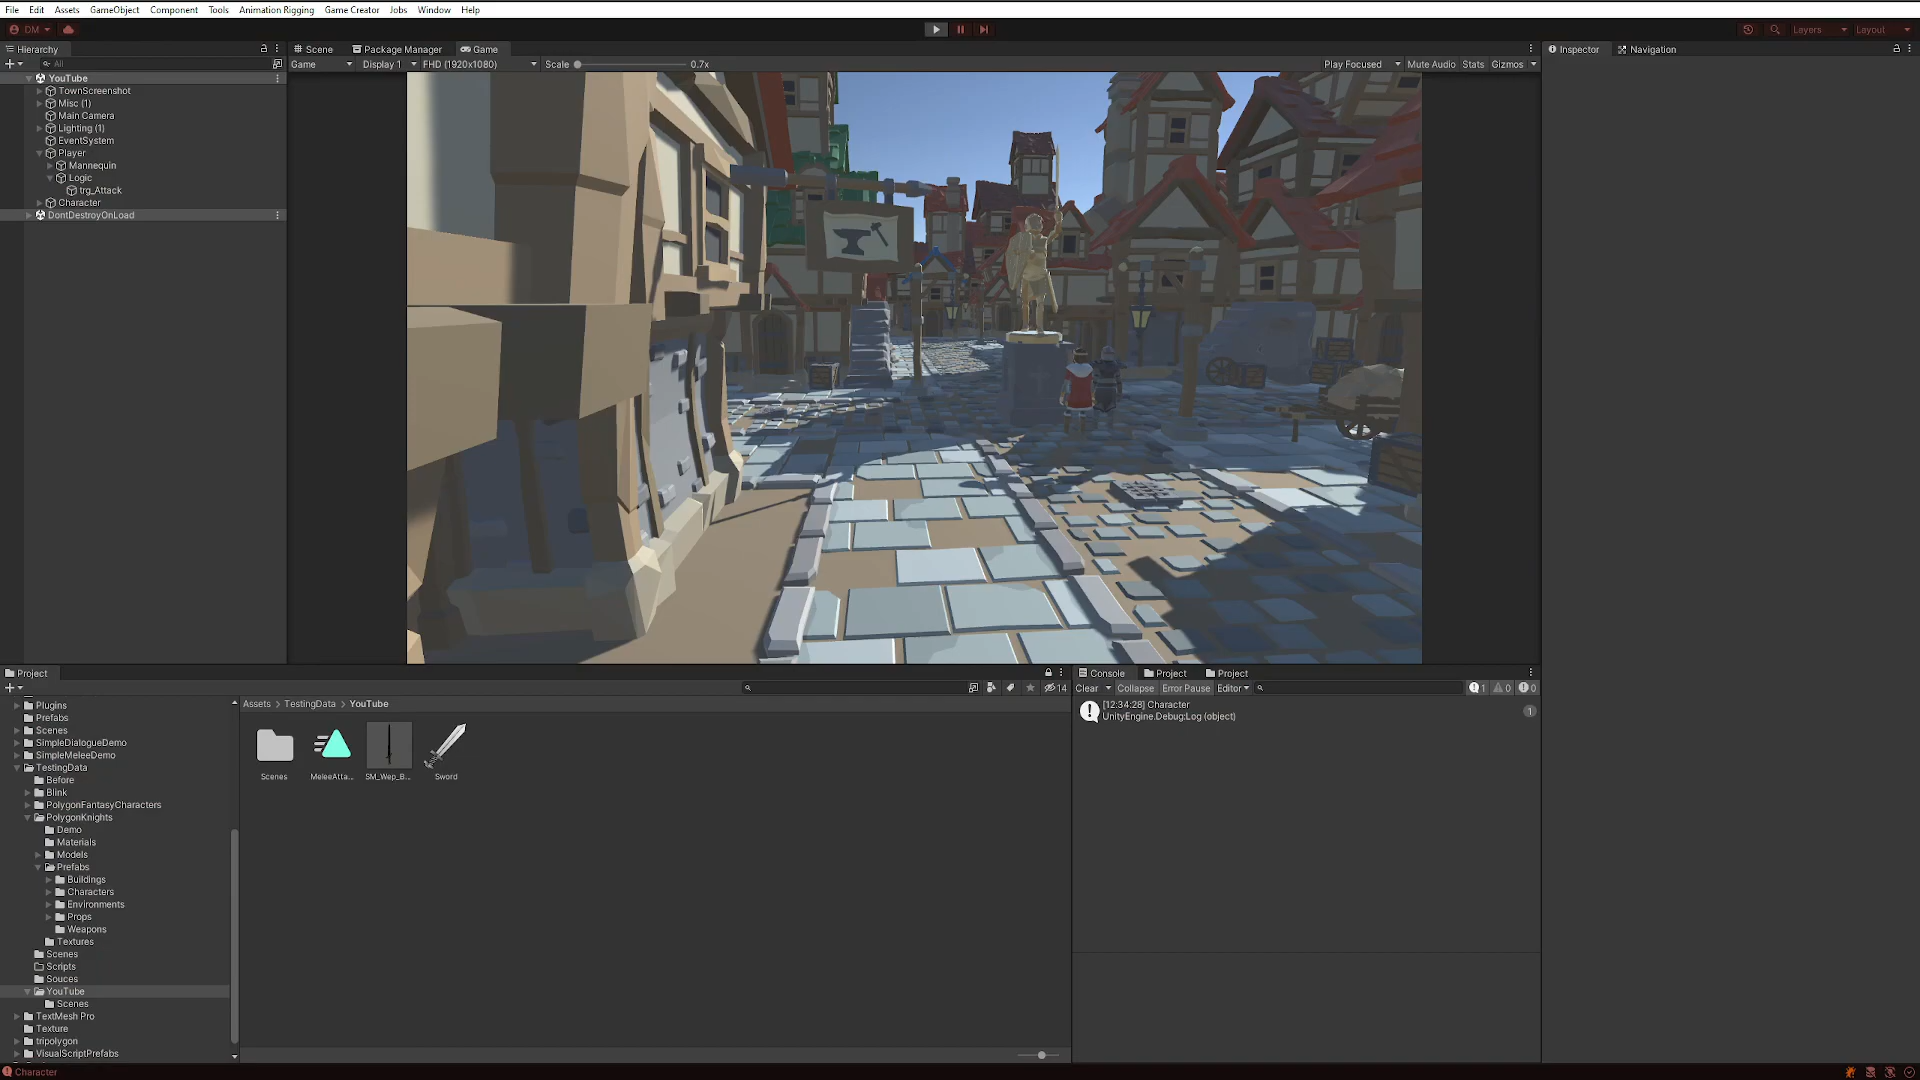 File Edit Assets GameObject Component Tools Animation Rigging Game Creator Jobs Window Help
DM
Layers Layout
Hierarchy
All
YouTube
TownScreenshot
Misc (1)
Main Camera
Lighting (1)
EventSystem
Player
Mannequin
Logic
trg_Attack
Character
DontDestroyOnLoad
Scene Package Manager Game
Game Display 1 FHD (1920x1080) Scale 0.7x Play Focused Mute Audio Stats Gizmos
Inspector Navigation
Project
14
Plugins
Prefabs
Scenes
SimpleDialogueDemo
SimpleMeleeDemo
TestingData
Before
Blink
PolygonFantasyCharacters
PolygonKnights
Demo
Materials
Models
Prefabs
Buildings
Characters
Environments
Props
Weapons
Textures
Scenes
Scripts
Souces
YouTube
Scenes
TextMesh Pro
Texture
tripolygon
VisualScriptPrefabs
Assets > TestingData > YouTube
Scenes MeleeAtta... SM_Wep_B... Sword
Console Project Project
Clear Collapse Error Pause Editor 1 0 0
[12:34:28] Character
UnityEngine.Debug:Log (object)
1
Character